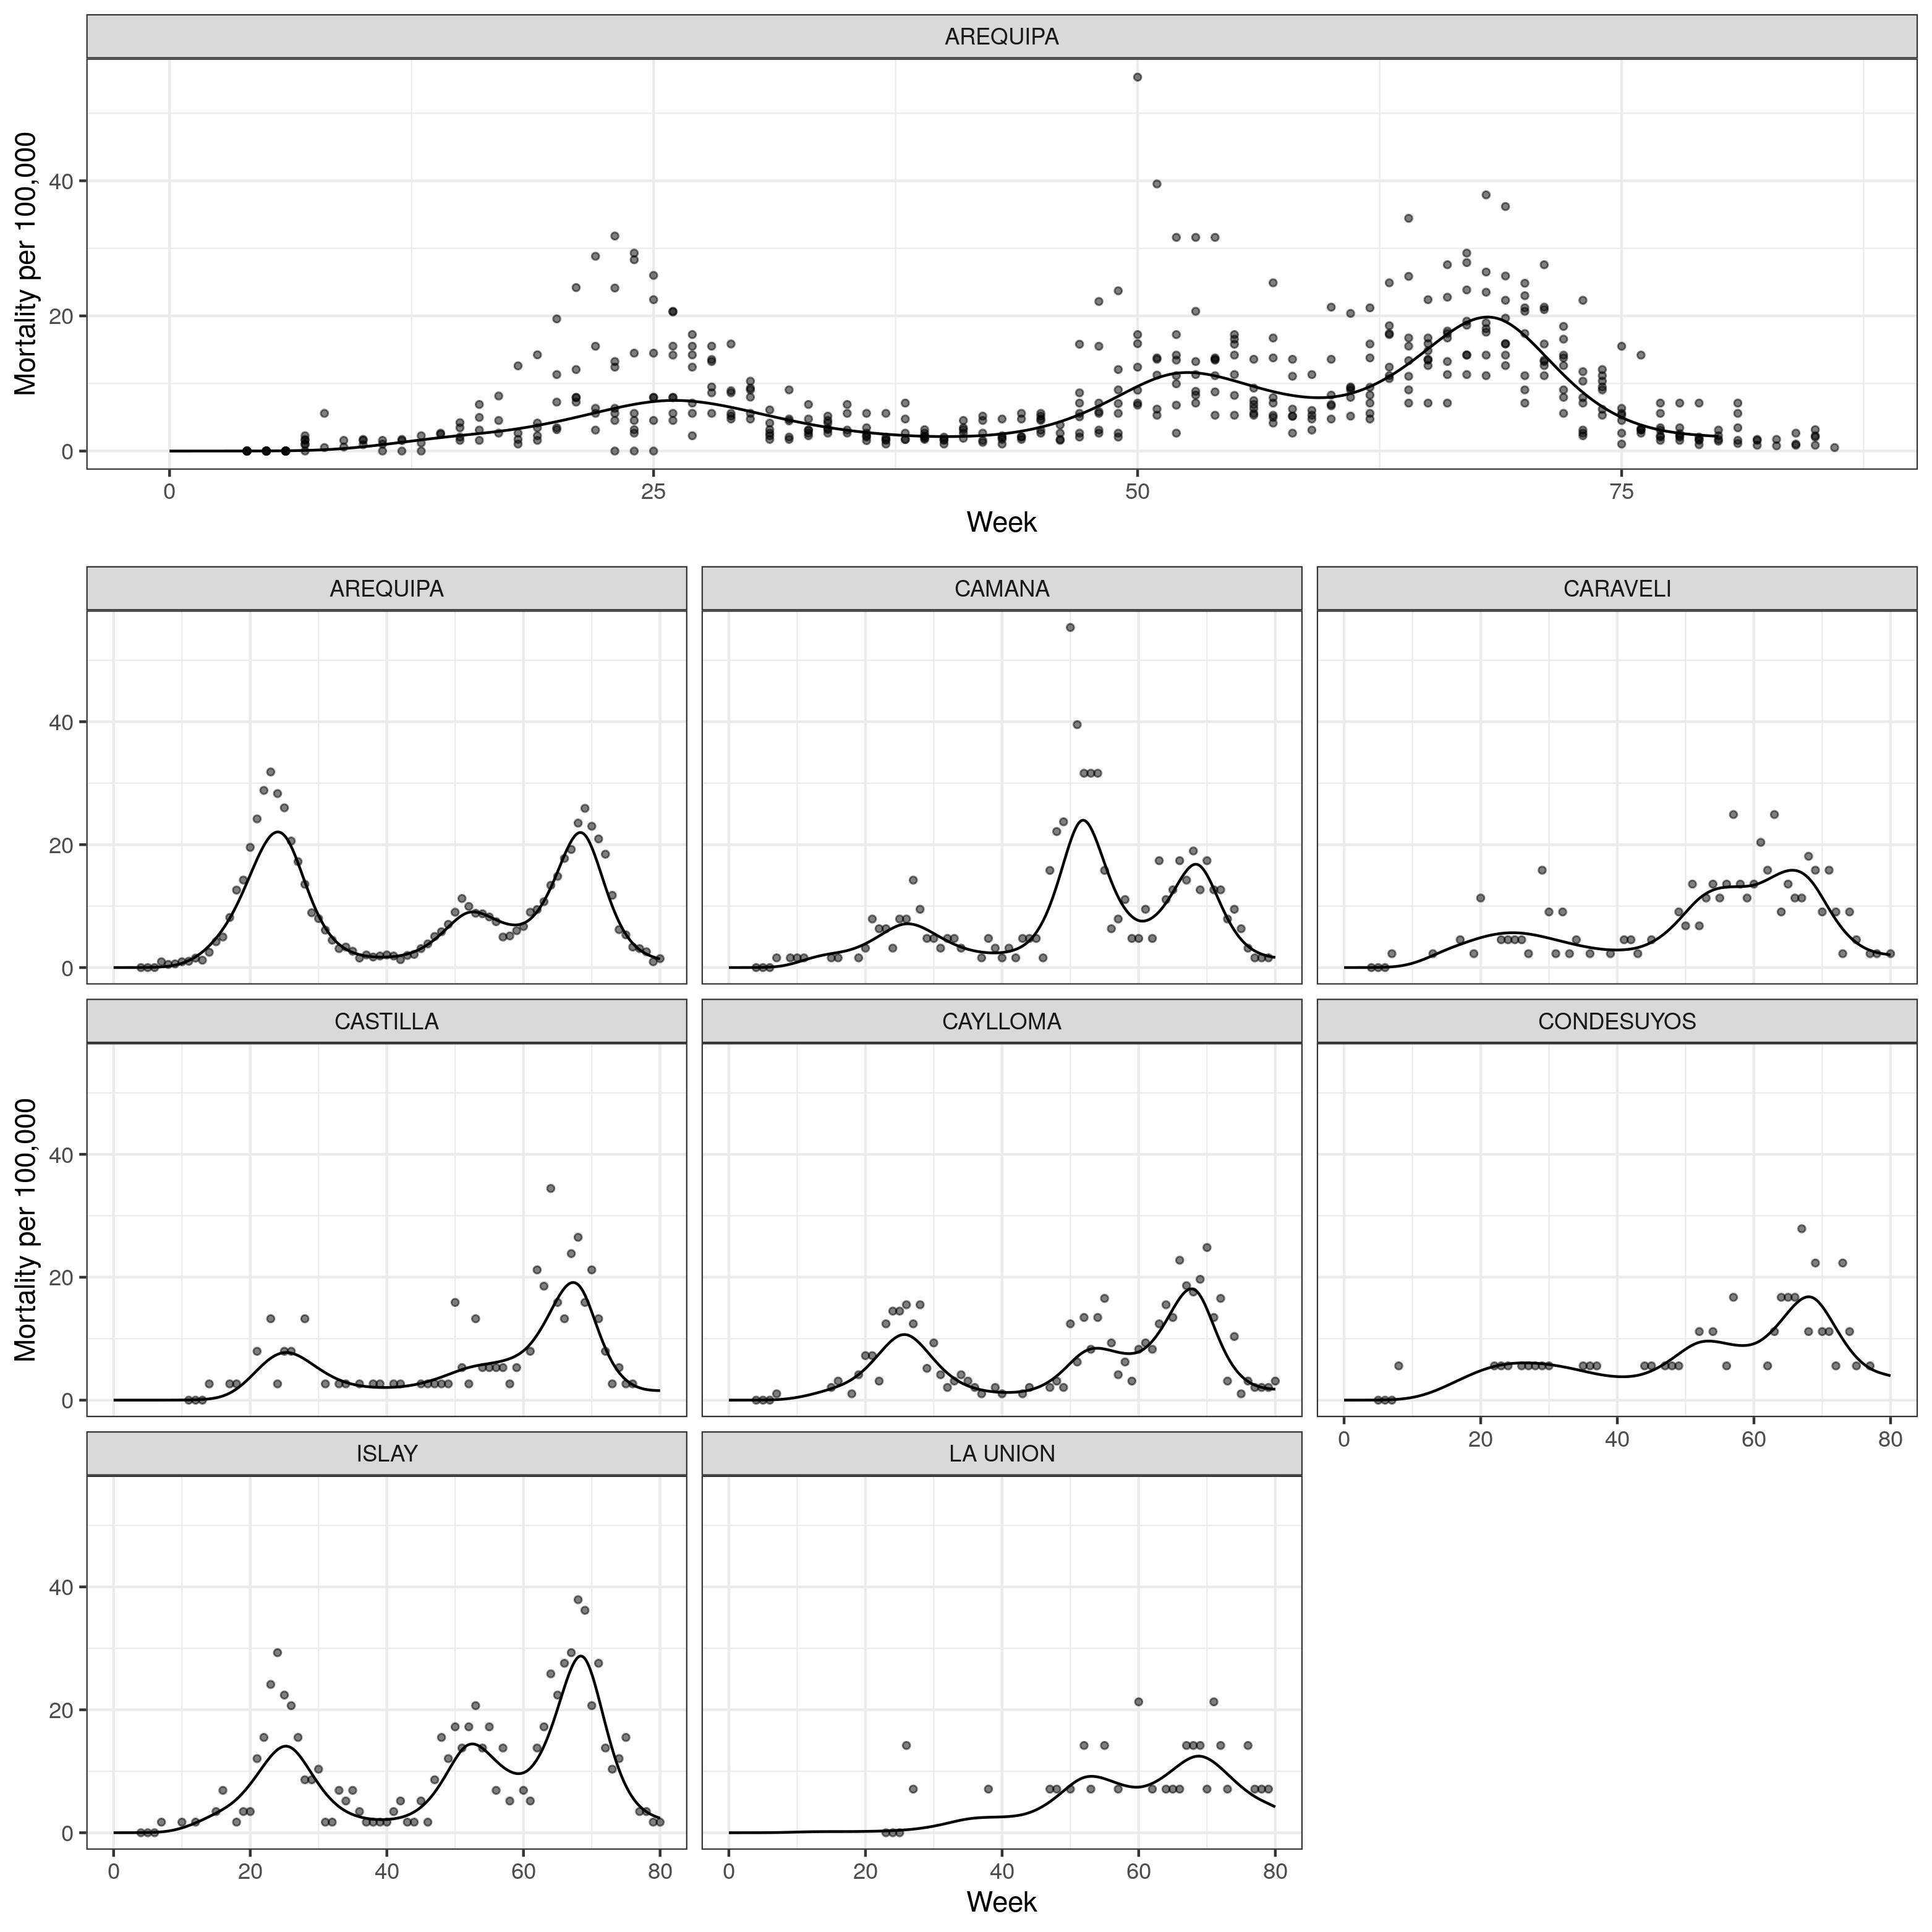 AREQUIPA
Mortality per 100,000
40
20
0
0 25 50 75
Week
AREQUIPA CAMANA CARAVELI
40
20
0
CASTILLA CAYLLOMA CONDESUYOS
Mortality per 100,000
40
20
0
0 20 40 60 80
ISLAY LA UNION
40
20
0
0 20 40 60 80 0 20 40 60 80
Week